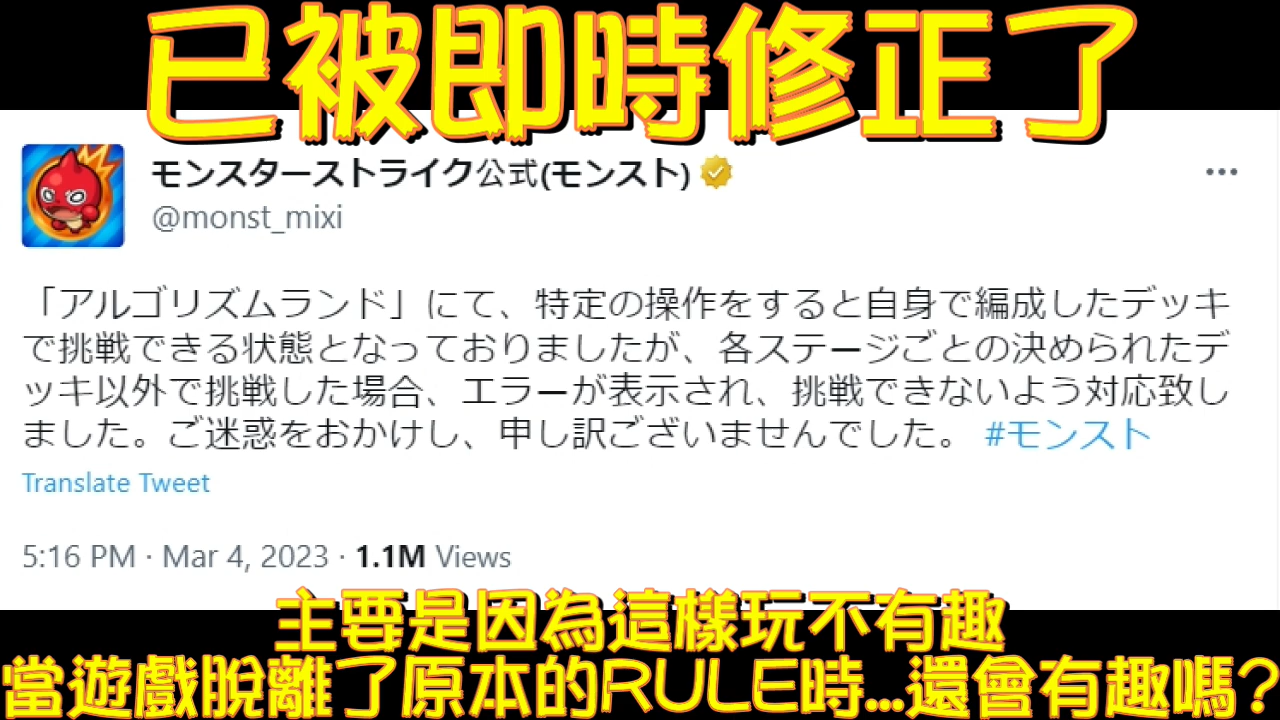 已被即時修正了
モンスターストライク公式(モンスト)
@monst_mixi
「アルゴリズムランド」にて、特定の操作をすると自身で編成したデッキ
で挑戦できる状態となっておりましたが、各ステージごとの決められたデ
ッキ以外で挑戦した場合、エラーが表示され、挑戦できないよう対応致し
ました。ご迷惑をおかけし、申し訳ございませんでした。 #モンスト
Translate Tweet
5:16 PM · Mar 4, 2023 · 1.1M Views
主要是因為這樣玩不有趣
當遊戲脫離了原本的RULE時...還會有趣嗎?